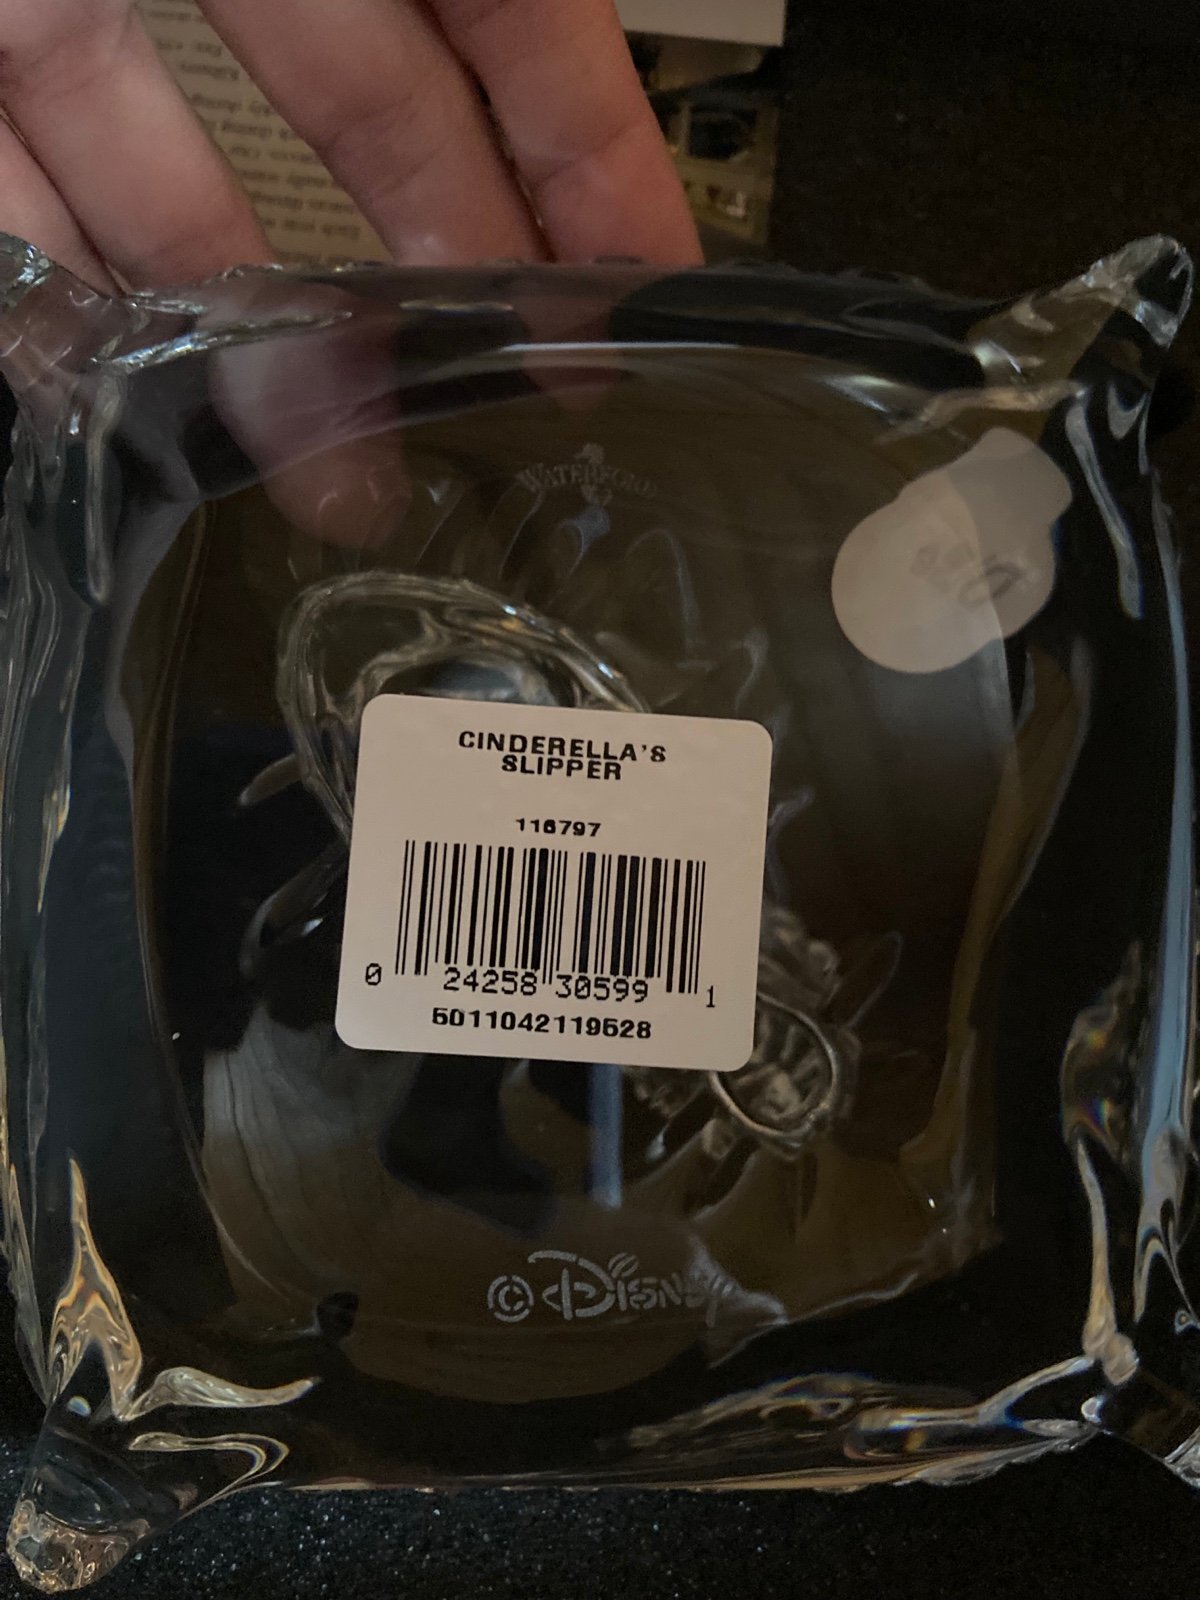 WATERFORD
CINDERELLA'S
SLIPPER
116797
0 24258 30599 1
5011042119528
© DISNEY